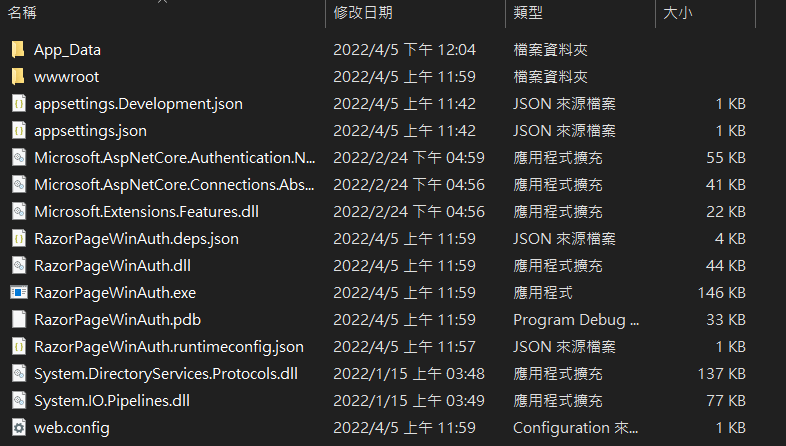 名稱 修改日期 類型 大小
App_Data 2022/4/5 下午 12:04 檔案資料夾
wwwroot 2022/4/5 上午 11:59 檔案資料夾
appsettings.Development.json 2022/4/5 上午 11:42 JSON 來源檔案 1 KB
appsettings.json 2022/4/5 上午 11:42 JSON 來源檔案 1 KB
Microsoft.AspNetCore.Authentication.N... 2022/2/24 下午 04:59 應用程式擴充 55 KB
Microsoft.AspNetCore.Connections.Abs... 2022/2/24 下午 04:56 應用程式擴充 41 KB
Microsoft.Extensions.Features.dll 2022/2/24 下午 04:56 應用程式擴充 22 KB
RazorPageWinAuth.deps.json 2022/4/5 上午 11:59 JSON 來源檔案 4 KB
RazorPageWinAuth.dll 2022/4/5 上午 11:59 應用程式擴充 44 KB
RazorPageWinAuth.exe 2022/4/5 上午 11:59 應用程式 146 KB
RazorPageWinAuth.pdb 2022/4/5 上午 11:59 Program Debug ... 33 KB
RazorPageWinAuth.runtimeconfig.json 2022/4/5 上午 11:57 JSON 來源檔案 1 KB
System.DirectoryServices.Protocols.dll 2022/1/15 上午 03:48 應用程式擴充 137 KB
System.IO.Pipelines.dll 2022/1/15 上午 03:49 應用程式擴充 77 KB
web.config 2022/4/5 上午 11:59 Configuration 來... 1 KB